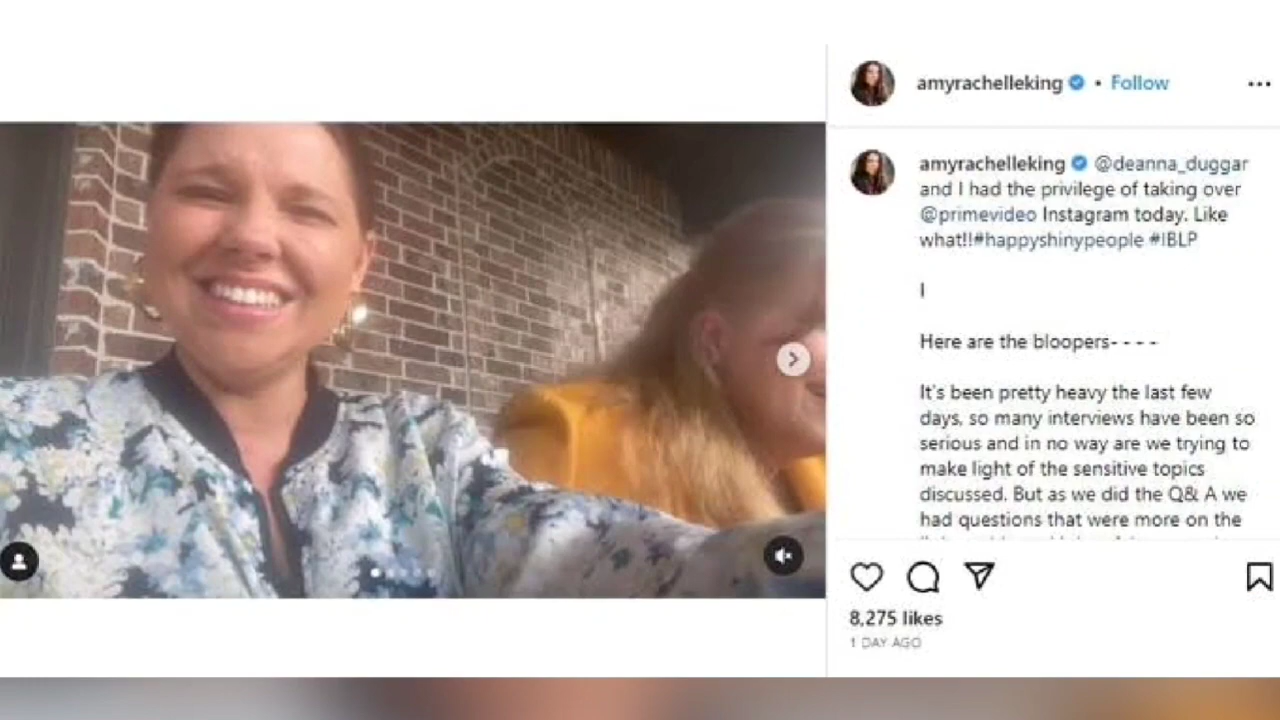 amyrachelleking • Follow
amyrachelleking @deanna_duggar
and I had the privilege of taking over
@primevideo Instagram today. Like
what!!#happyshinypeople #IBLP
I
Here are the bloopers- - - -
It's been pretty heavy the last few
days, so many interviews have been so
serious and in no way are we trying to
make light of the sensitive topics
discussed. But as we did the Q& A we
had questions that were more on the
8,275 likes
1 DAY AGO